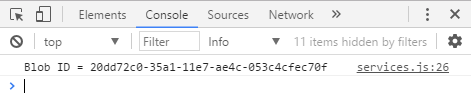 Elements Console Sources Network »
top Filter Info 11 items hidden by filters
Blob ID = 20dd72c0-35a1-11e7-ae4c-053c4cfec70f services.js:26
>